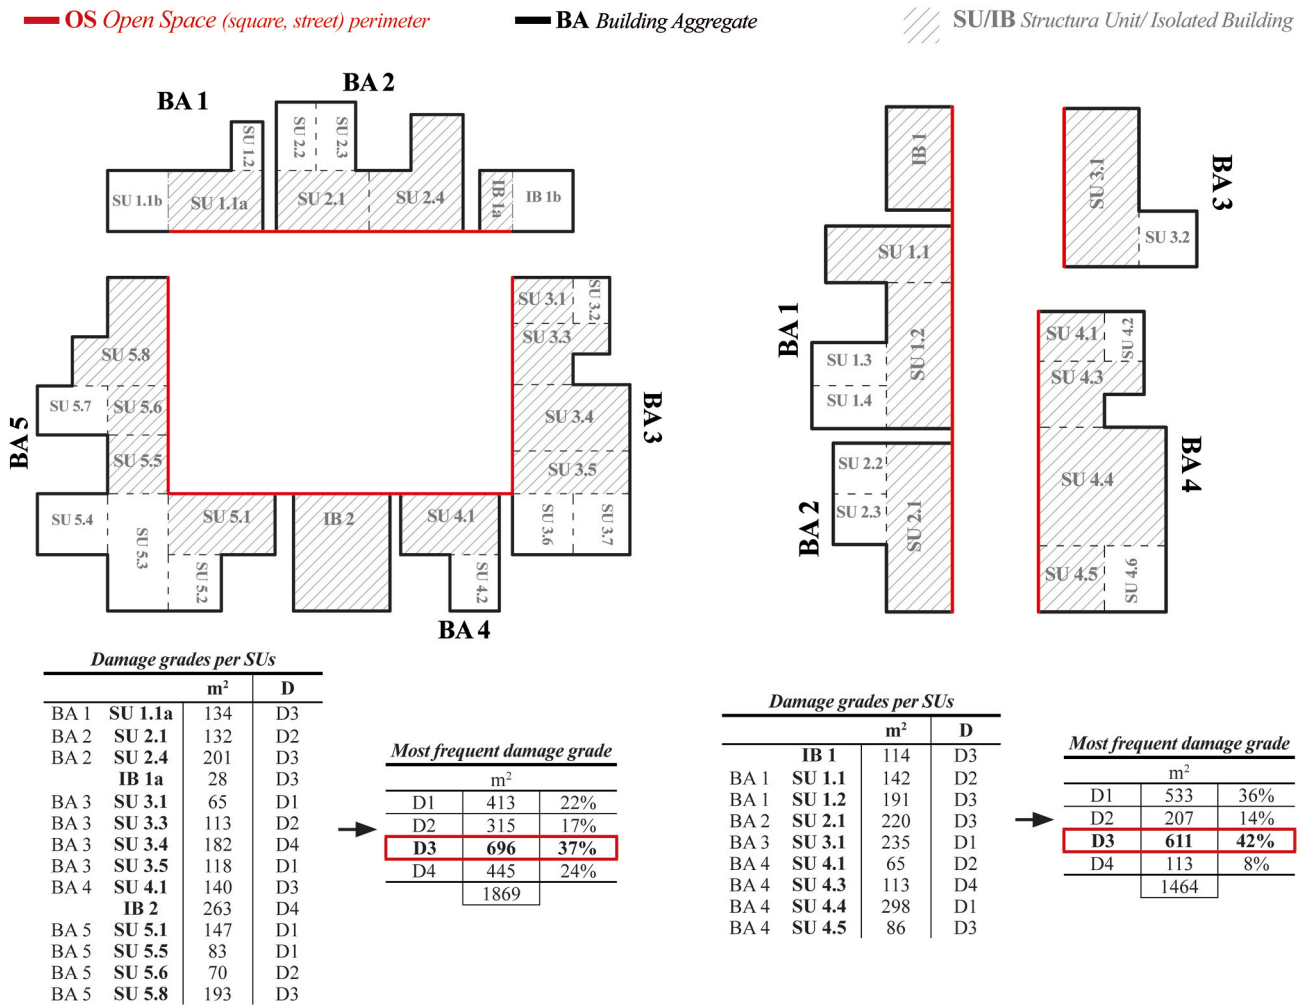 OS Open Space (square, street) perimeter
BA Building Aggregate
SU/IB Structura Unit/ Isolated Building
BA 1
BA 2
SU 1.2
SU 2.2
SU 2.3
SU 1.1b
SU 1.1a
SU 2.1
SU 2.4
IB 1a
IB 1b
SU 5.8
SU 5.7
SU 5.6
SU 5.5
SU 5.4
SU 5.3
SU 5.1
SU 5.2
BA 5
IB 2
SU 4.1
SU 4.2
BA 4
SU 3.1
SU 3.2
SU 3.3
SU 3.4
SU 3.5
SU 3.6
SU 3.7
BA 3
IB 1
SU 1.1
SU 1.2
SU 1.3
SU 1.4
BA 1
SU 2.2
SU 2.3
SU 2.1
BA 2
SU 3.1
SU 3.2
BA 3
SU 4.1
SU 4.2
SU 4.3
SU 4.4
SU 4.5
SU 4.6
BA 4
Damage grades per SUs
m² D
BA 1 SU 1.1a 134 D3
BA 2 SU 2.1 132 D2
BA 2 SU 2.4 201 D3
IB 1a 28 D3
BA 3 SU 3.1 65 D1
BA 3 SU 3.3 113 D2
BA 3 SU 3.4 182 D4
BA 3 SU 3.5 118 D1
BA 4 SU 4.1 140 D3
IB 2 263 D4
BA 5 SU 5.1 147 D1
BA 5 SU 5.5 83 D1
BA 5 SU 5.6 70 D2
BA 5 SU 5.8 193 D3
Most frequent damage grade
m²
D1 413 22%
D2 315 17%
D3 696 37%
D4 445 24%
1869
Damage grades per SUs
m² D
IB 1 114 D3
BA 1 SU 1.1 142 D2
BA 1 SU 1.2 191 D3
BA 2 SU 2.1 220 D3
BA 3 SU 3.1 235 D1
BA 4 SU 4.1 65 D2
BA 4 SU 4.3 113 D4
BA 4 SU 4.4 298 D1
BA 4 SU 4.5 86 D3
Most frequent damage grade
m²
D1 533 36%
D2 207 14%
D3 611 42%
D4 113 8%
1464